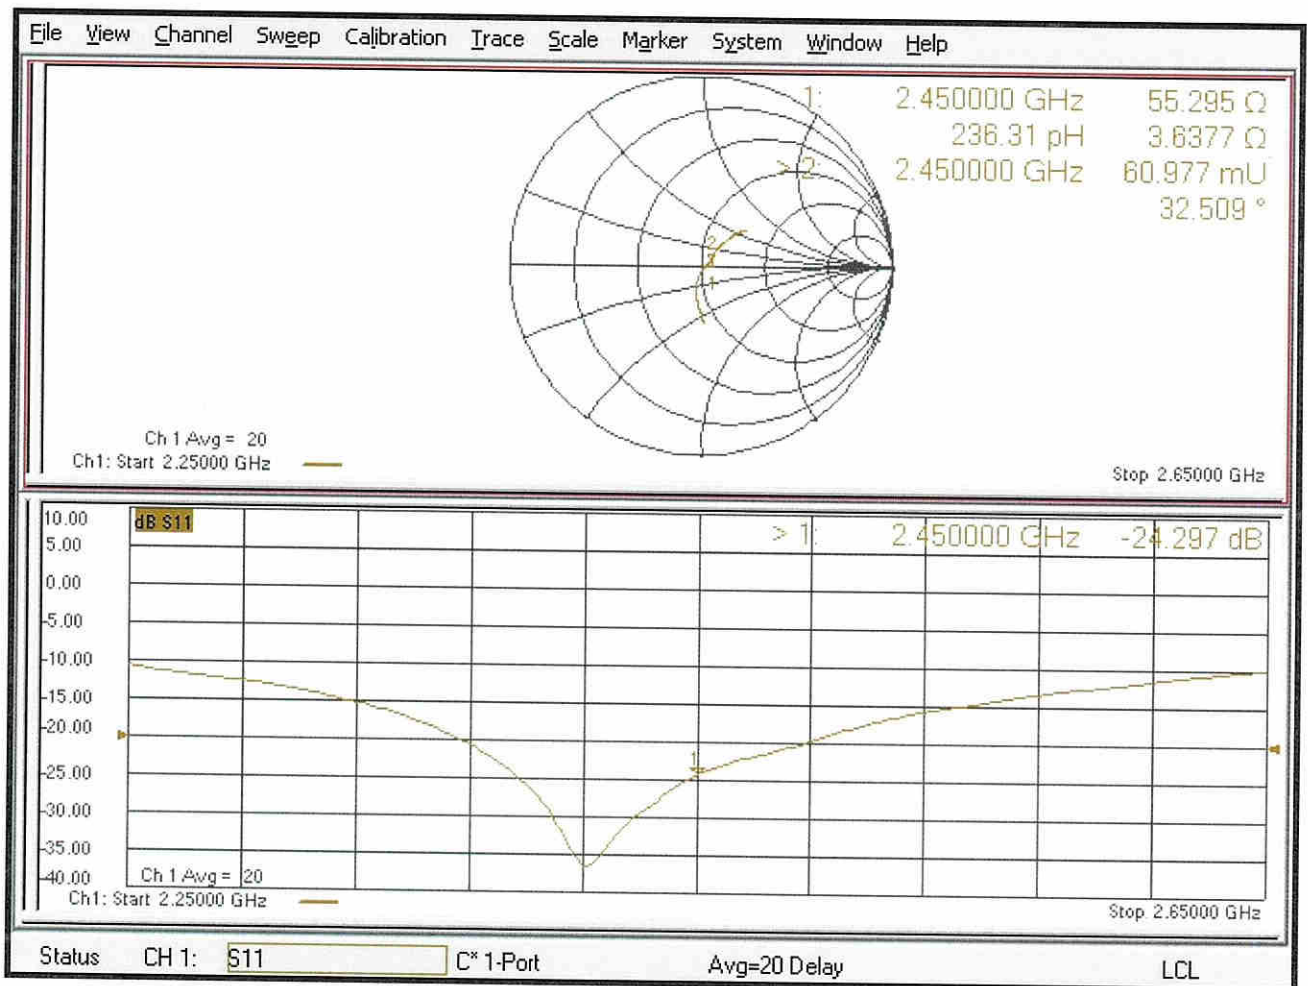 File View Channel Sweep Calibration Trace Scale Marker System Window Help
1: 2.450000 GHz 55.295 Ω
236.31 pH 3.6377 Ω
> 2: 2.450000 GHz 60.977 mU
32.509 °
2
1
Ch 1 Avg = 20
Ch1: Start 2.25000 GHz
Stop 2.65000 GHz
10.00
dB S11
> 1: 2.450000 GHz -24.297 dB
5.00
0.00
-5.00
-10.00
-15.00
-20.00
-25.00
-30.00
-35.00
-40.00
1
Ch 1 Avg = 20
Ch1: Start 2.25000 GHz
Stop 2.65000 GHz
Status CH 1: S11 C* 1-Port Avg=20 Delay LCL